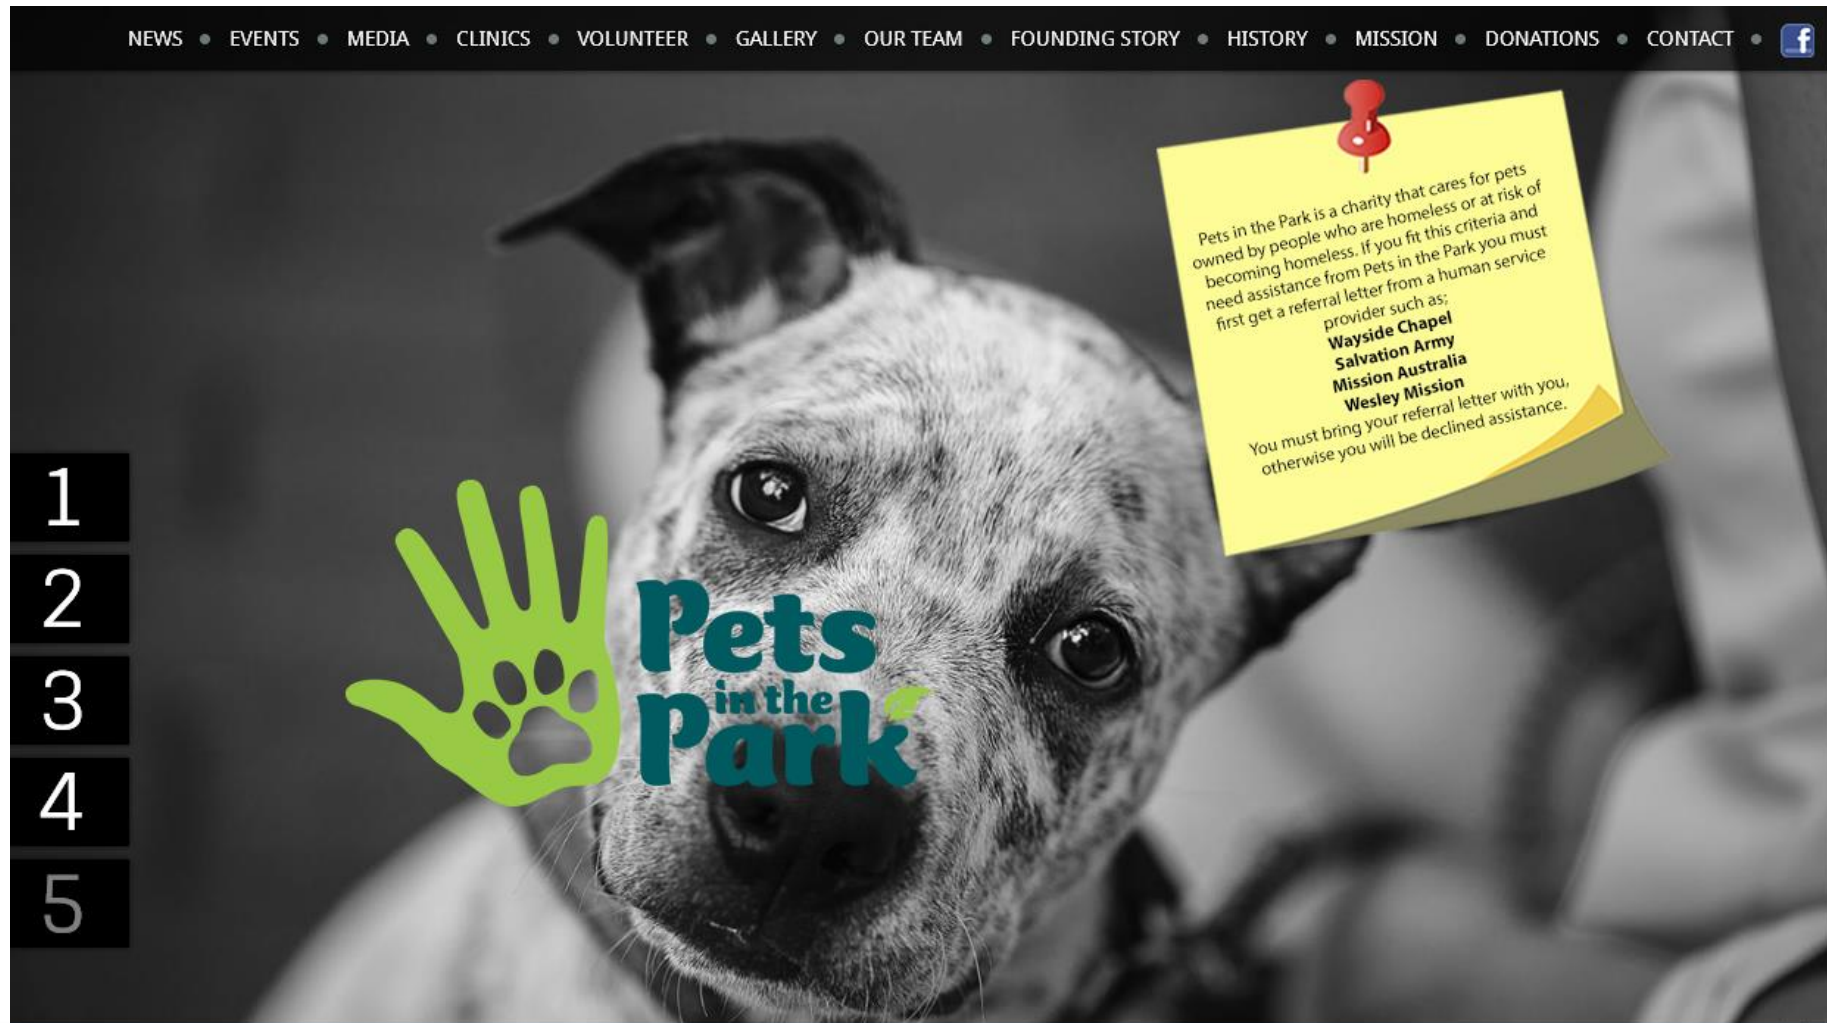 NEWS • EVENTS • MEDIA • CLINICS • VOLUNTEER • GALLERY • OUR TEAM • FOUNDING STORY • HISTORY • MISSION • DONATIONS • CONTACT • f
Pets in the Park is a charity that cares for pets
owned by people who are homeless or at risk of
becoming homeless. If you fit this criteria and
need assistance from Pets in the Park you must
first get a referral letter from a human service
provider such as;
Wayside Chapel
Salvation Army
Mission Australia
Wesley Mission
You must bring your referral letter with you,
otherwise you will be declined assistance.
1
2
3
4
5
Pets
in the
Park